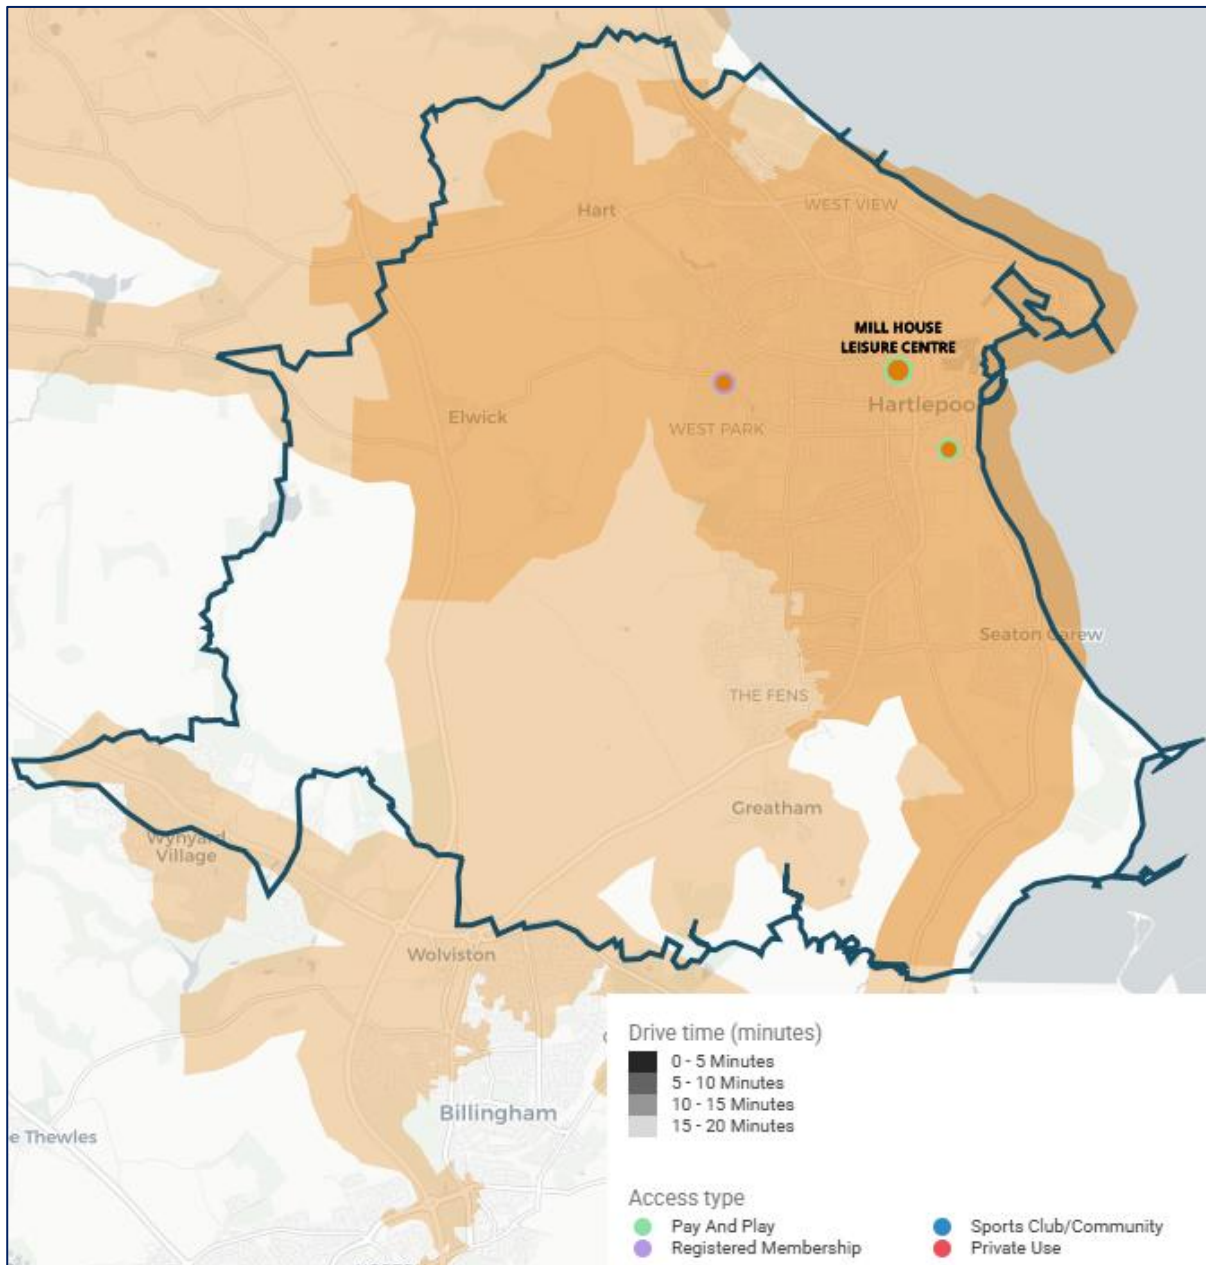 WEST VIEW
Hart
MILL HOUSE
LEISURE CENTRE
Hartlepoo
Elwick
WEST PARK
Seaton Carew
THE FENS
Greatham
Wynyard
Village
Wolviston
Billingham
e Thewles
Drive time (minutes)
0 - 5 Minutes
5 - 10 Minutes
10 - 15 Minutes
15 - 20 Minutes
Access type
Pay And Play
Sports Club/Community
Registered Membership
Private Use